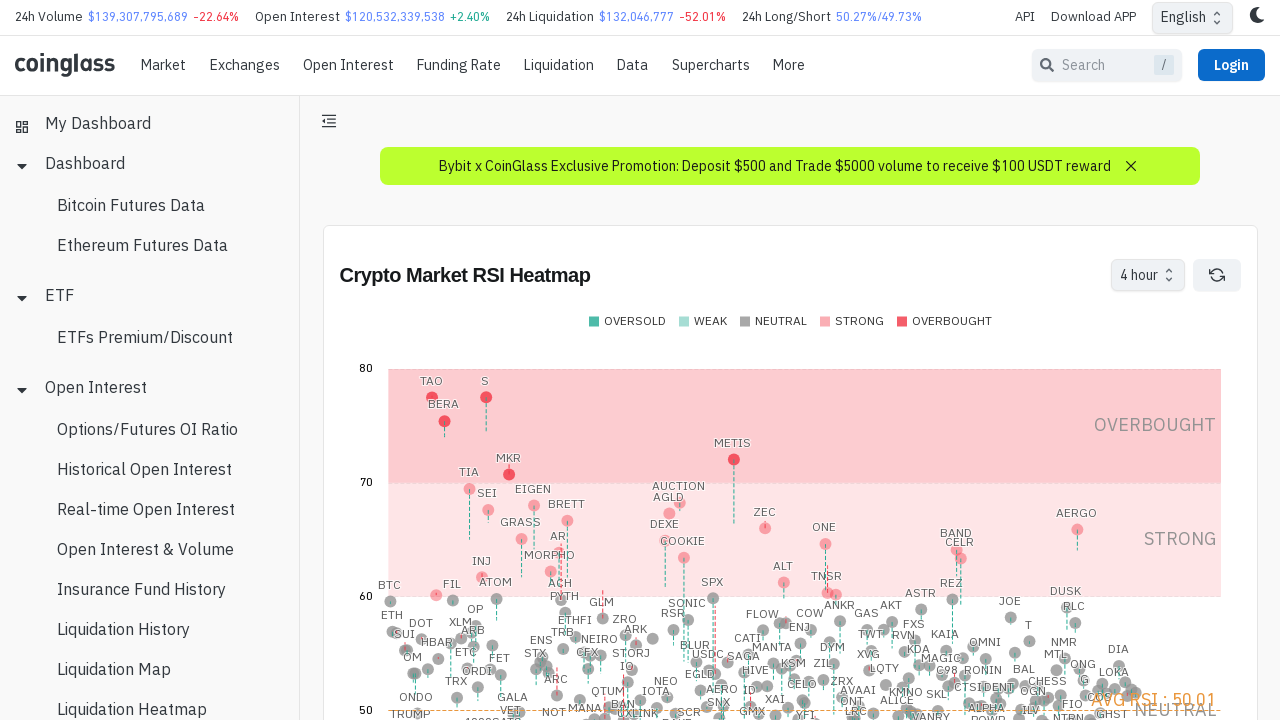 24h Volume $139,307,795,689 -22.64% Open Interest $120,532,339,538 +2.40% 24h Liquidation $132,046,777 -52.01% 24h Long/Short 50.27%/49.73% API Download APP English
coinglass Market Exchanges Open Interest Funding Rate Liquidation Data Supercharts More Search / Login
My Dashboard
Dashboard
Bitcoin Futures Data
Ethereum Futures Data
ETF
ETFs Premium/Discount
Open Interest
Options/Futures OI Ratio
Historical Open Interest
Real-time Open Interest
Open Interest & Volume
Insurance Fund History
Liquidation History
Liquidation Map
Liquidation Heatmap
Bybit x CoinGlass Exclusive Promotion: Deposit $500 and Trade $5000 volume to receive $100 USDT reward
Crypto Market RSI Heatmap 4 hour
OVERSOLD WEAK NEUTRAL STRONG OVERBOUGHT
80
TAO S
BERA
OVERBOUGHT
METIS
MKR
TIA
70
SEI EIGEN AUCTION
BRETT AGLD
GRASS DEXE ZEC ONE AERGO
AR COOKIE BAND
CELR STRONG
MORPHO
INJ ALT
TNSR
BTC FIL ATOM ACH SPX REZ
60 PYTH GLM SONIC ASTR DUSK
JOE
ETH OP RSR FLOW COW ANKR GAS AKT RLC
DOT XLM ETHFI ZRO ENJ FXS T
SUI ARB TRB ARK TWT RVN KAIA
HBAR ENS NEIRO BLUR CATI DYM KDA OMNI NMR
ETC STX CEX STORJ USDC SAGA MANTA XVG MAGIC MTL DIA
FET IO KSM ZIL LQTY C98 RONIN BAL ONG
TRX ORDI ARC EGLD HIVE CELO ZRX CTSI DENT CHESS LOKA
ONDO GALA QTUM NEO IOTA AERO ID XAI AVAAI KMNO SKL OGN G
NOT MANA BAN SNX GMX ONT ALICE ALPHA FIO AVG RSI : 50.01
50 TRUMP VET SCR YFI LRC VANRY ILV GHST NEUTRAL